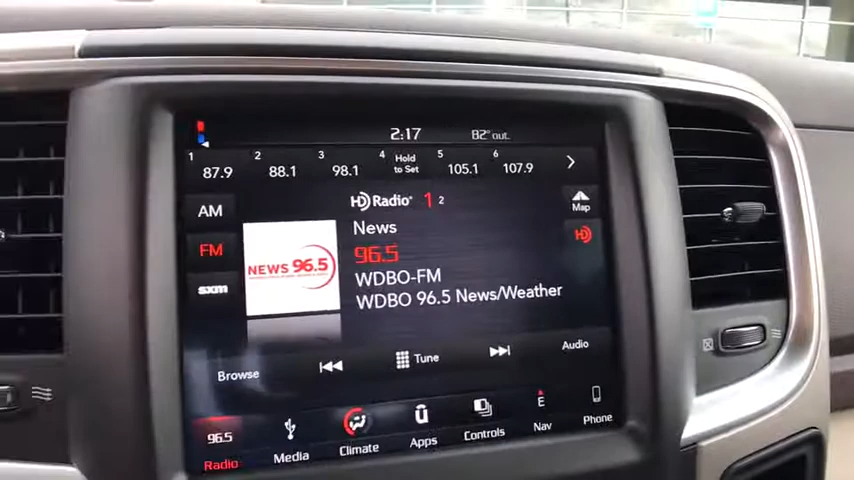 2:17 82° out.
1 2 3 4 5 6
87.9 88.1 98.1 Hold to Set 105.1 107.9
HD Radio 1 2
Map
AM
FM
sxm
HD
News
96.5
WDBO-FM
WDBO 96.5 News/Weather
NEWS 96.5
Browse Tune Audio
96.5 E
Radio Media Climate Apps Controls Nav Phone